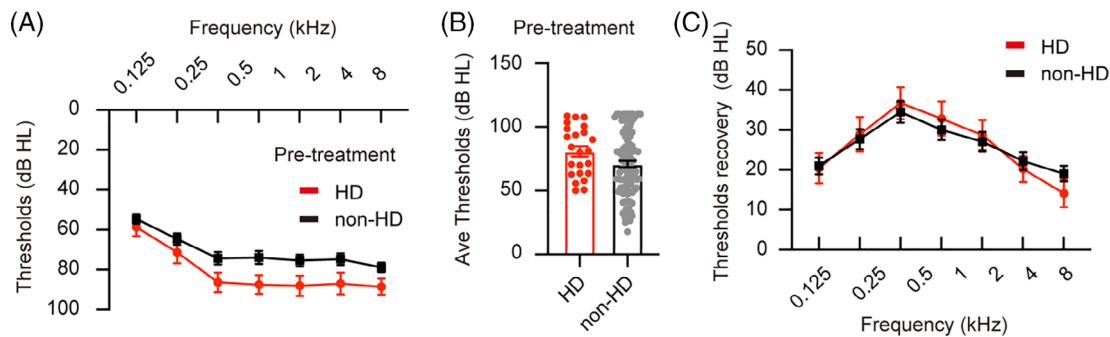 (A)
Frequency (kHz)
0.125
0.25
0.5
1
2
4
8
Thresholds (dB HL)
0
20
40
60
80
100
Pre-treatment
HD
non-HD
(B)
Pre-treatment
Ave Thresholds (dB HL)
150
100
50
0
HD
non-HD
(C)
Thresholds recovery (dB HL)
50
40
30
20
10
0
HD
non-HD
0.125
0.25
0.5
1
2
4
8
Frequency (kHz)